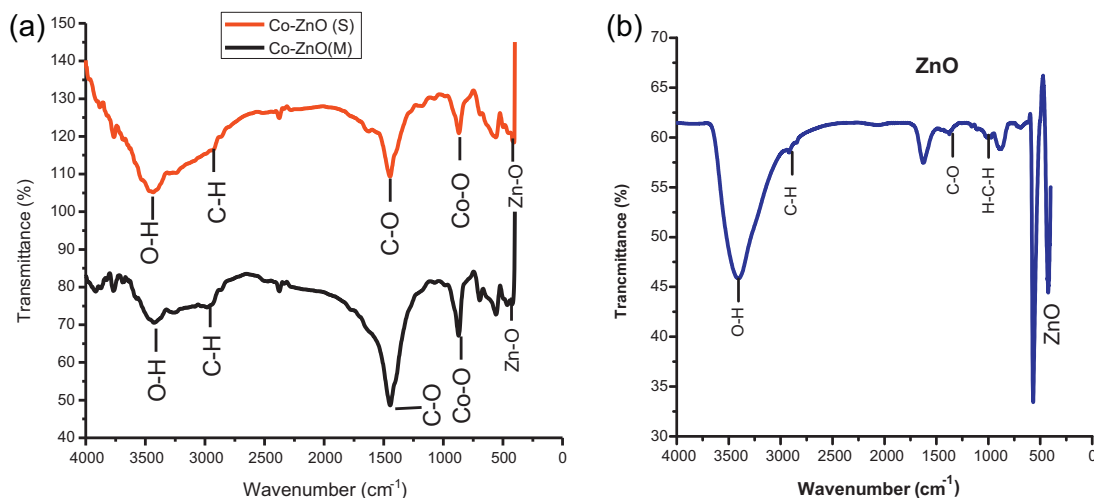 (a)
Co-ZnO (S)
Co-ZnO(M)
150
140
130
120
110
100
90
80
70
60
50
40
Transmittance (%)
O-H
C-H
C-O
Co-O
Zn-O
O-H
C-H
C-O
Co-O
Zn-O
4000 3500 3000 2500 2000 1500 1000 500 0
Wavenumber (cm-1)
(b)
ZnO
70
65
60
55
50
45
40
35
30
Trancmittance (%)
O-H
C-H
C-O
H-C-H
ZnO
4000 3500 3000 2500 2000 1500 1000 500 0
Wavenumber (cm-1)